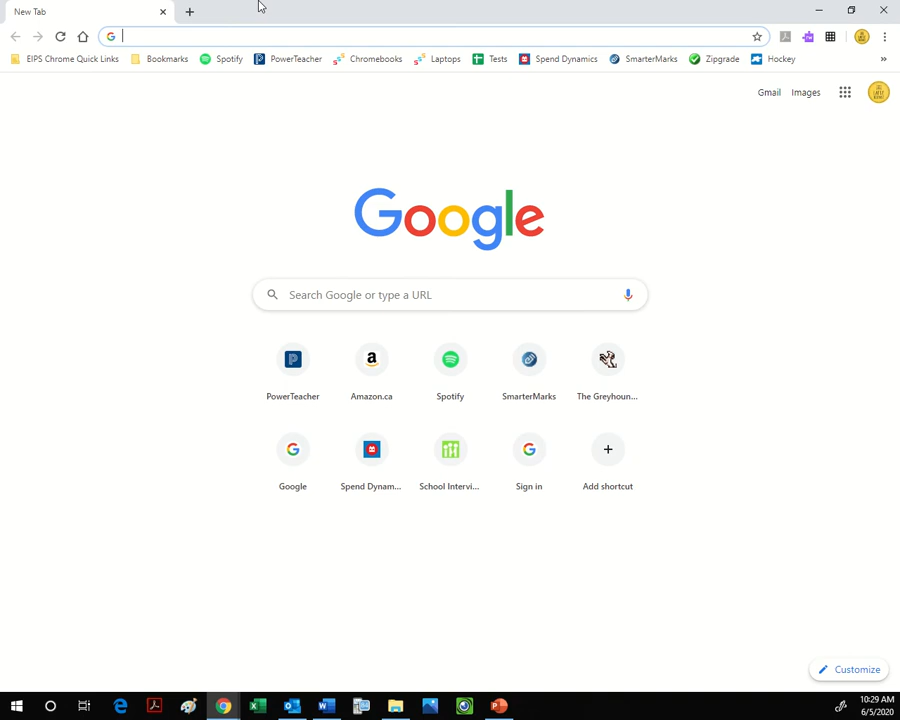 New Tab
EIPS Chrome Quick Links Bookmarks Spotify PowerTeacher Chromebooks Laptops Tests Spend Dynamics SmarterMarks Zipgrade Hockey »
Gmail Images
Google
Search Google or type a URL
PowerTeacher Amazon.ca Spotify SmarterMarks The Greyhoun...
Google Spend Dynam... School Intervi... Sign in Add shortcut
Customize
10:29 AM
6/5/2020